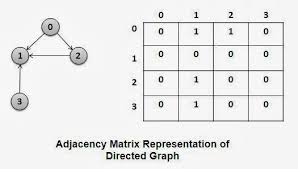 0
1
2
3
0 1 2 3
0 0 1 1 0
1 0 0 0 0
2 0 1 0 0
3 0 1 0 0
Adjacency Matrix Representation of
Directed Graph